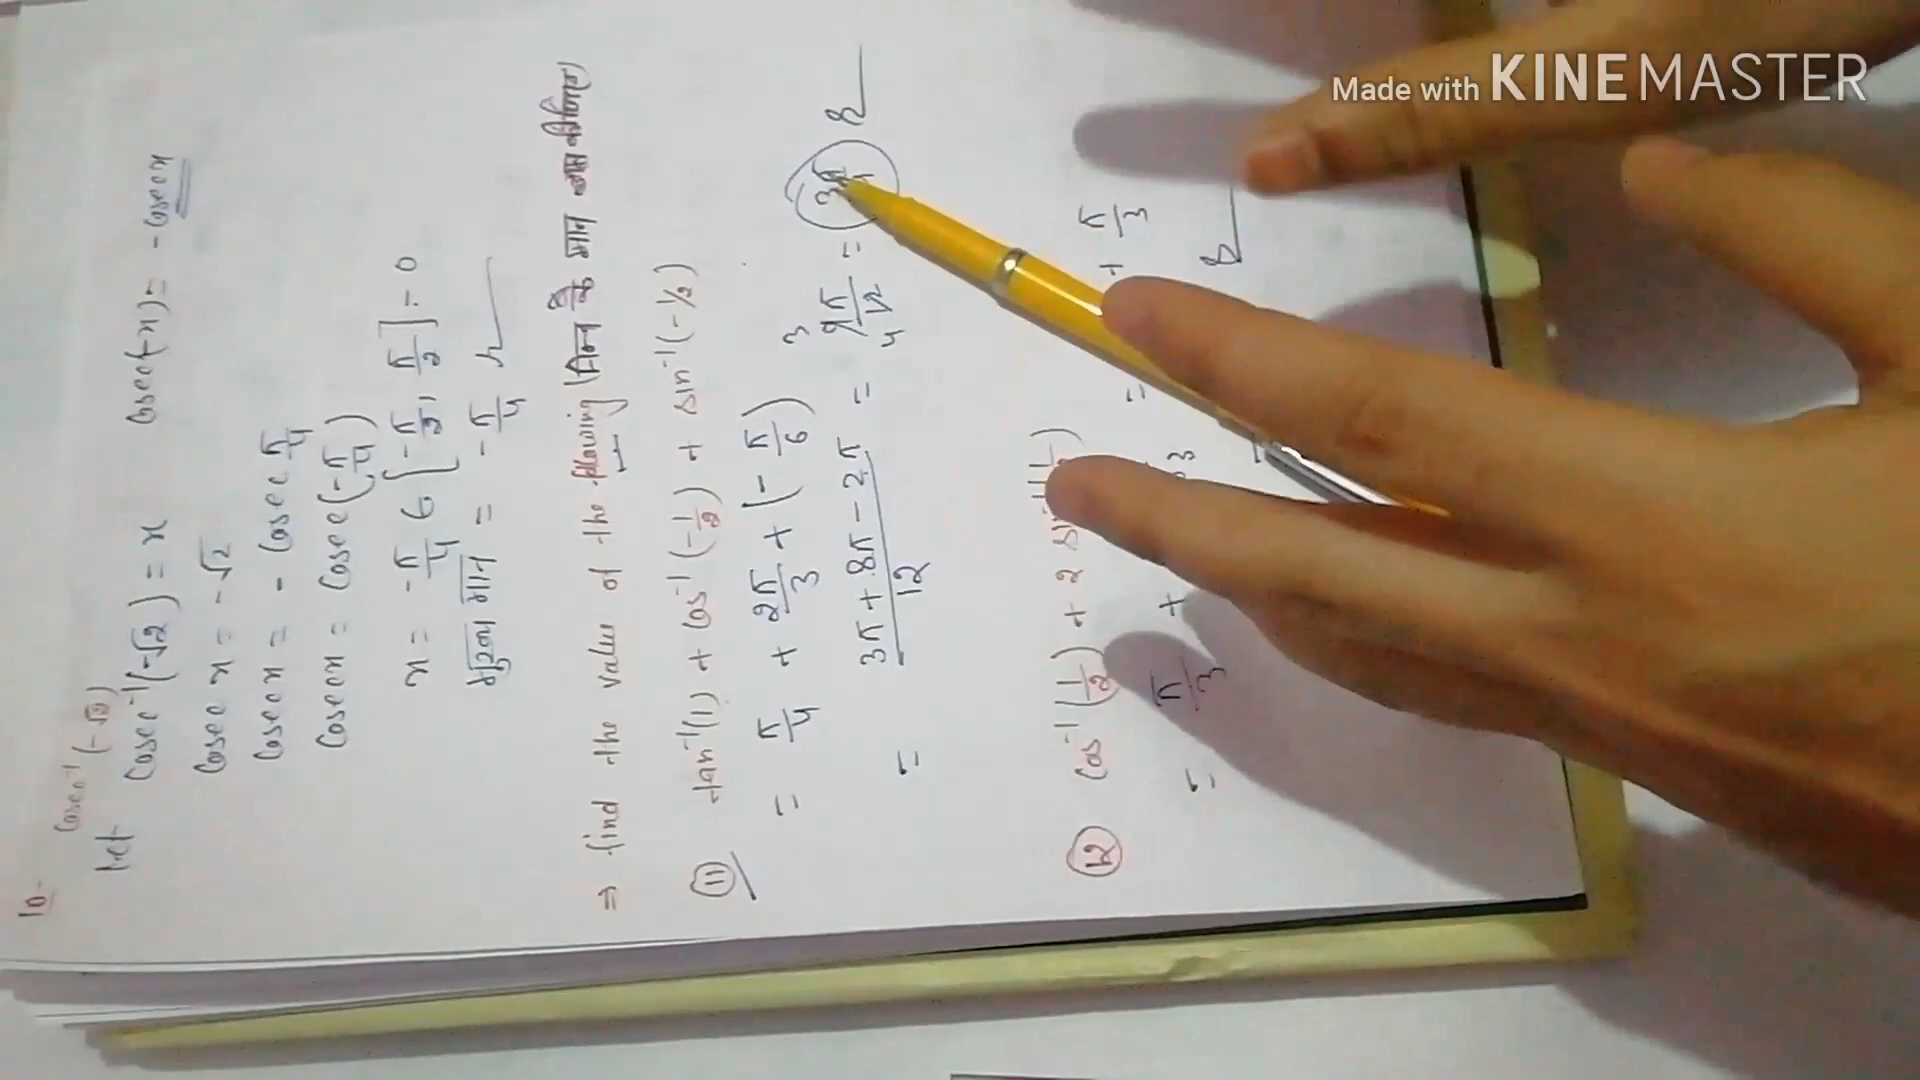 Made with KINEMASTER
10-
Cosec⁻¹(-√2)
Let Cosec⁻¹(-√2) = x Cosec(-x) = - Cosec x
Cosec x = -√2
Cosec x = - Cosec π/4
Cosec x = Cosec(-π/4)
x = -π/4 ∈ [-π/2, π/2] - 0
मुख्य मान = -π/4
⇒ find the value of the following (निम्न के मान ज्ञात कीजिए)
(11) tan⁻¹(1) + Cos⁻¹(-1/2) + sin⁻¹(-1/2)
= π/4 + 2π/3 + (-π/6)
= 3π + 8π - 2π / 12 = 9π/12 = 3π/4
(12) Cos⁻¹(1/2) + 2
= π/3 + = + π/3